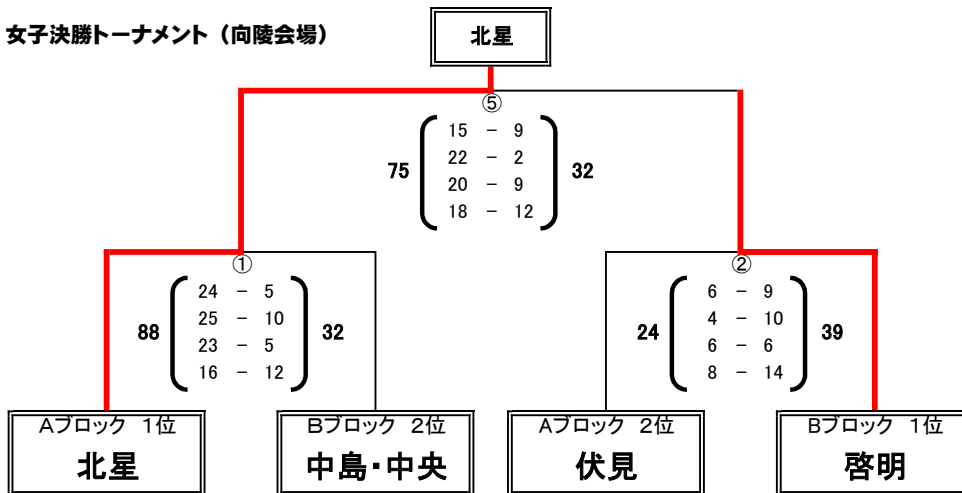 女子決勝トーナメント（向陵会場）
北星
⑤
15 － 9
22 － 2
75 20 － 9 32
18 － 12
①
24 － 5
25 － 10
88 23 － 5 32
16 － 12
②
6 － 9
4 － 10
24 6 － 6 39
8 － 14
Aブロック 1位
北星
Bブロック 2位
中島・中央
Aブロック 2位
伏見
Bブロック 1位
啓明